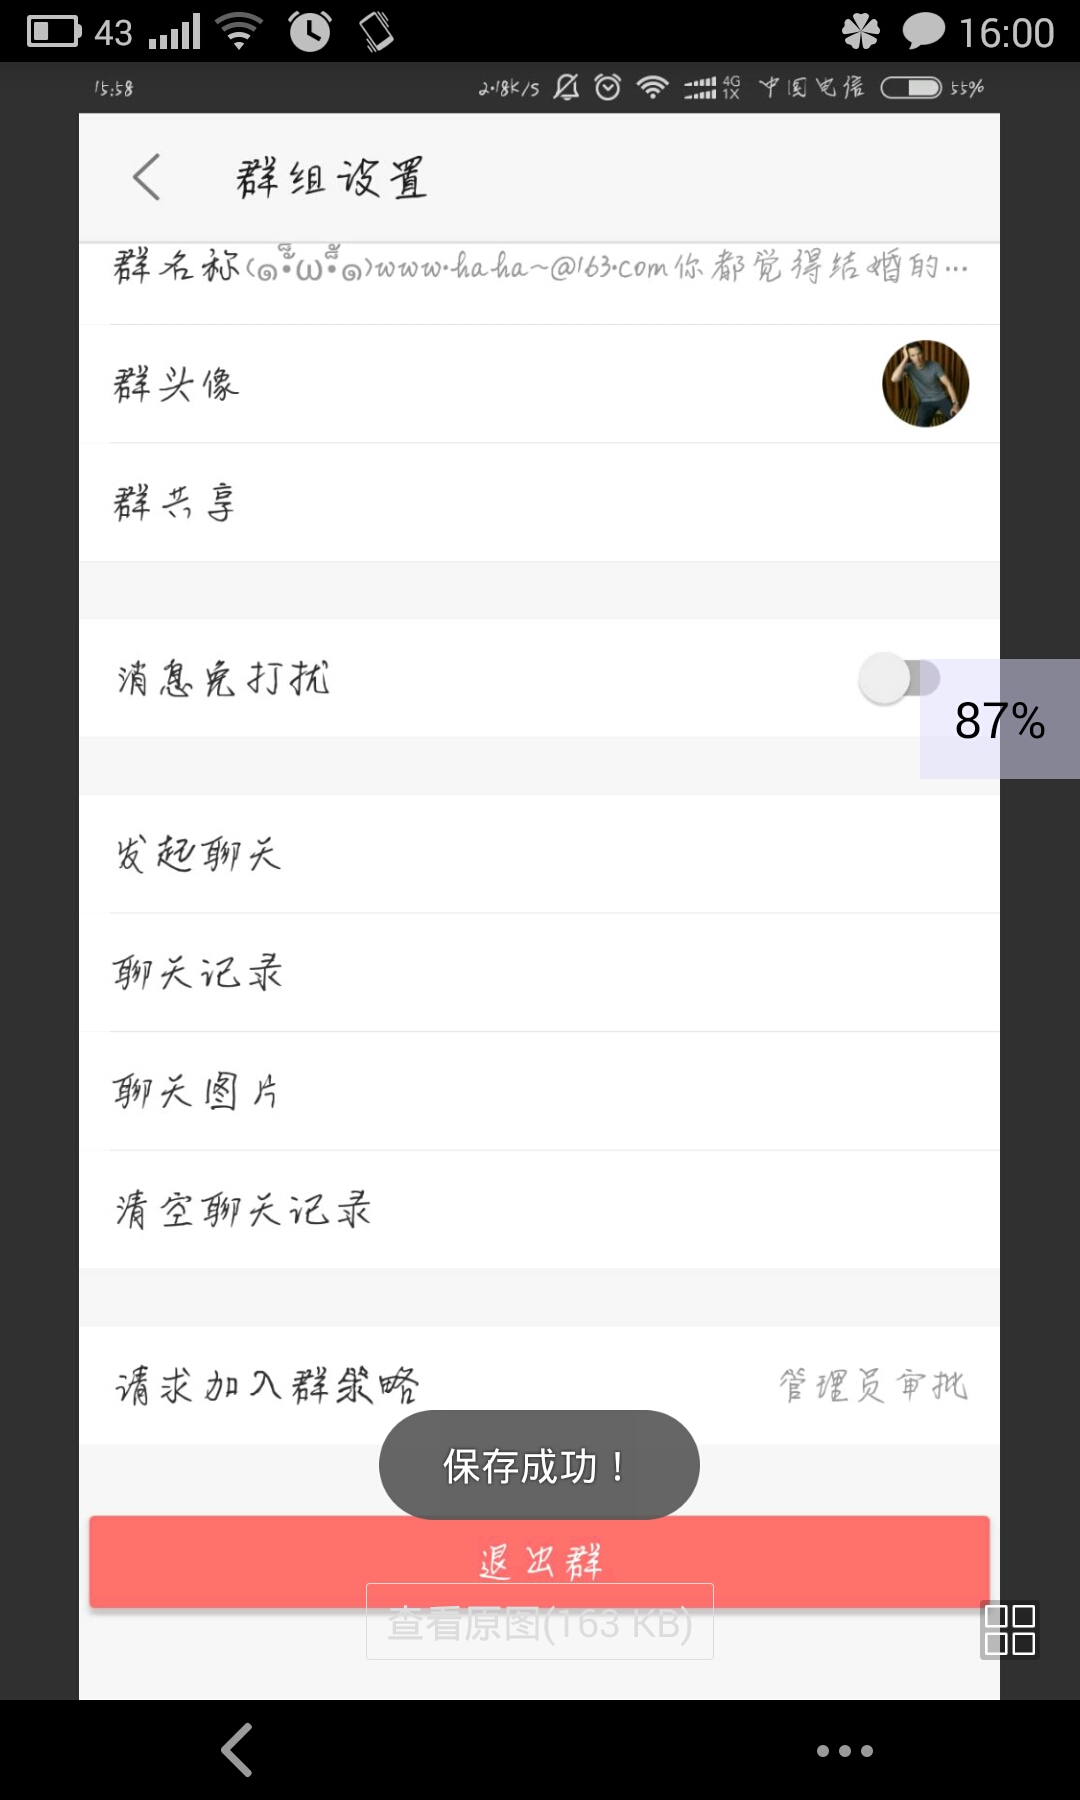 43 16:00
15:58 2.18K/S 4G 1X 中国电信 55%
群组设置
群名称(๑•̀ω•́๑)www.haha~@163.com你都觉得结婚的…
群头像
群共享
消息免打扰
87%
发起聊天
聊天记录
聊天图片
清空聊天记录
请求加入群策略 管理员审批
保存成功！
退出群
查看原图(163 KB)